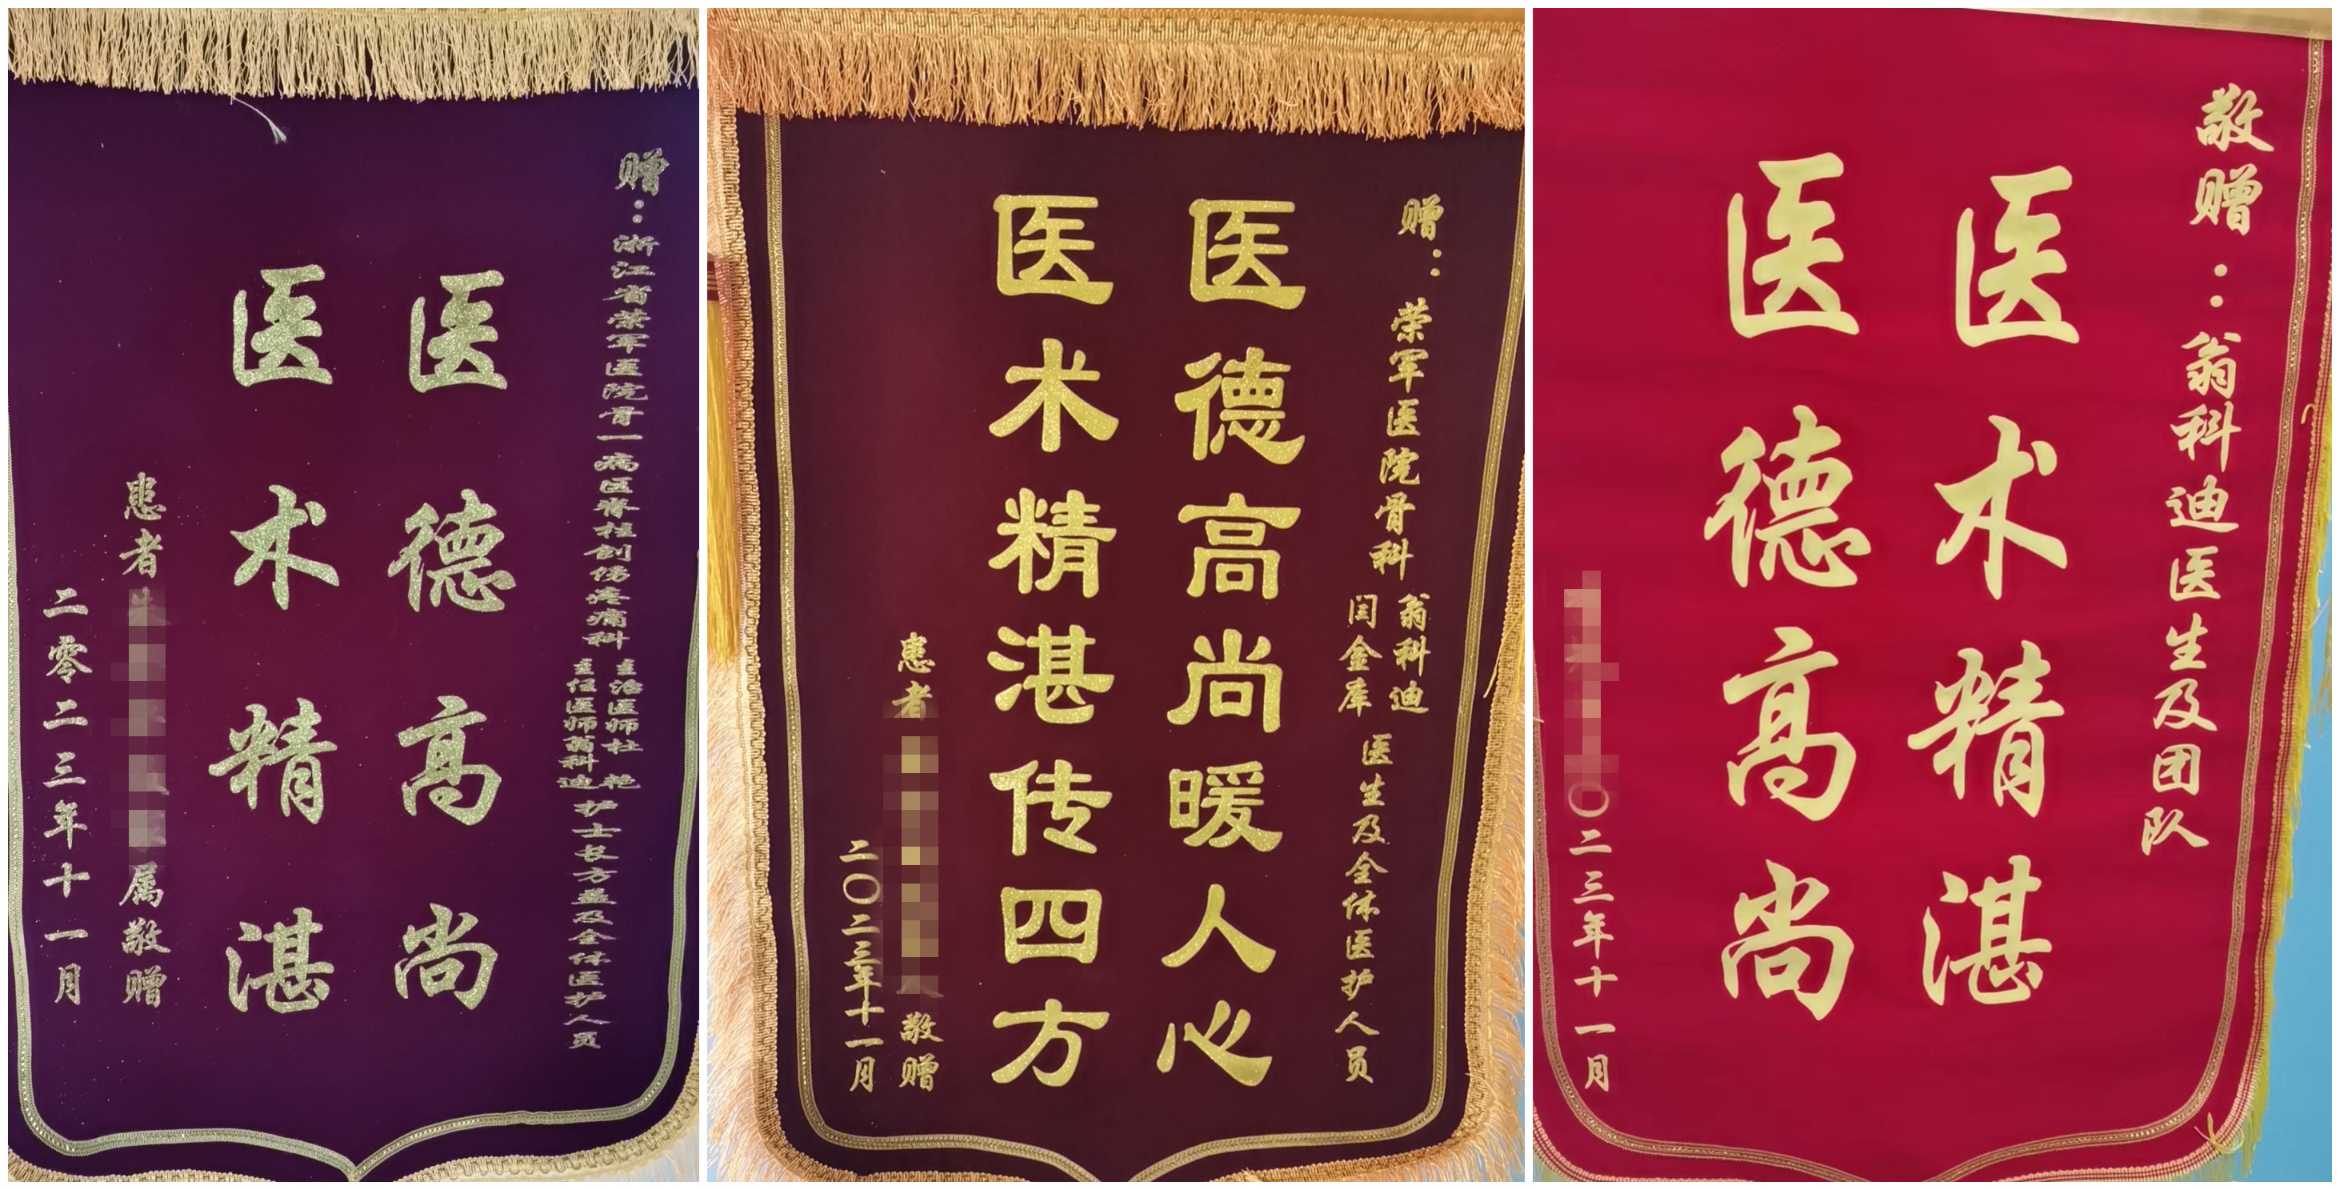 赠：浙江省荣军医院骨一病区脊柱创伤疼痛科
主治医师杜艳
主任医师翁科迪
护士长方孟及全体医护人员
医德高尚
医术精湛
患者
属敬赠
二零二三年十一月
赠：荣军医院骨科
翁科迪
闫金库
医生及全体医护人员
医德高尚暖人心
医术精湛传四方
患者
敬赠
二〇二三年十一月
敬赠：翁科迪医生及团队
医术精湛
医德高尚
〇二三年十一月